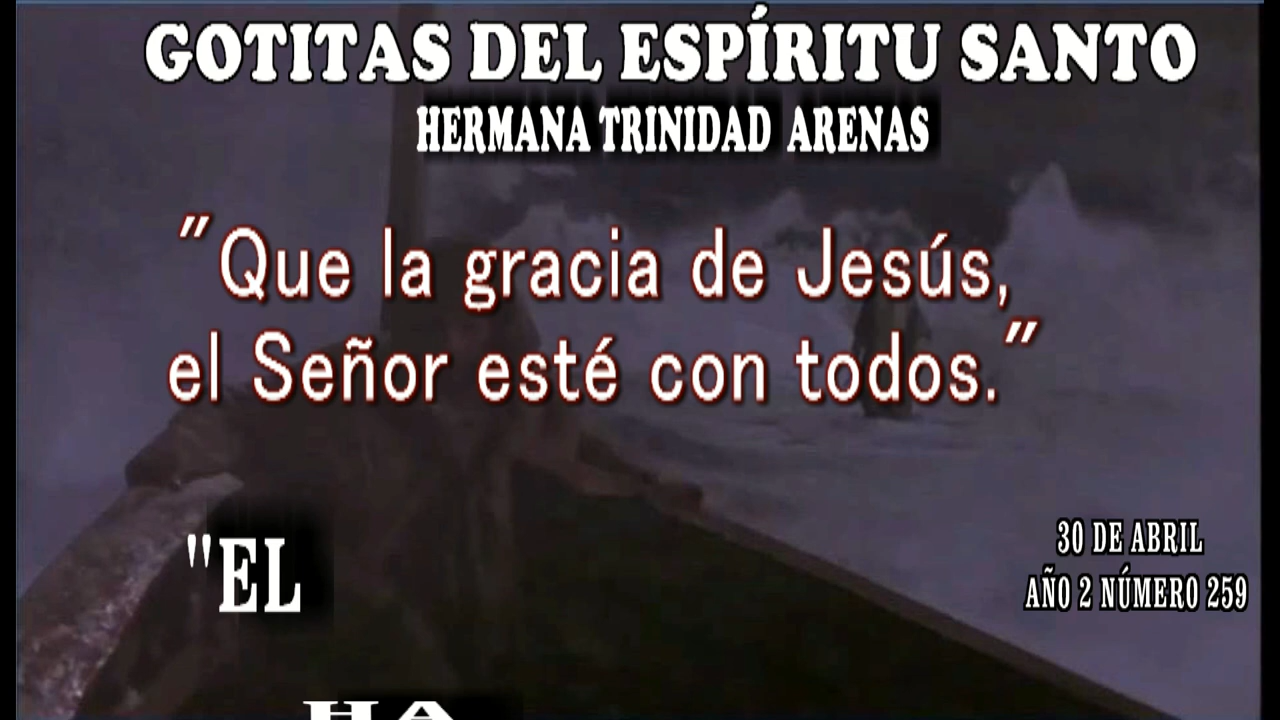 GOTITAS DEL ESPÍRITU SANTO
HERMANA TRINIDAD ARENAS
"Que la gracia de Jesús,
el Señor esté con todos."
30 DE ABRIL
AÑO 2 NÚMERO 259
"EL
HA